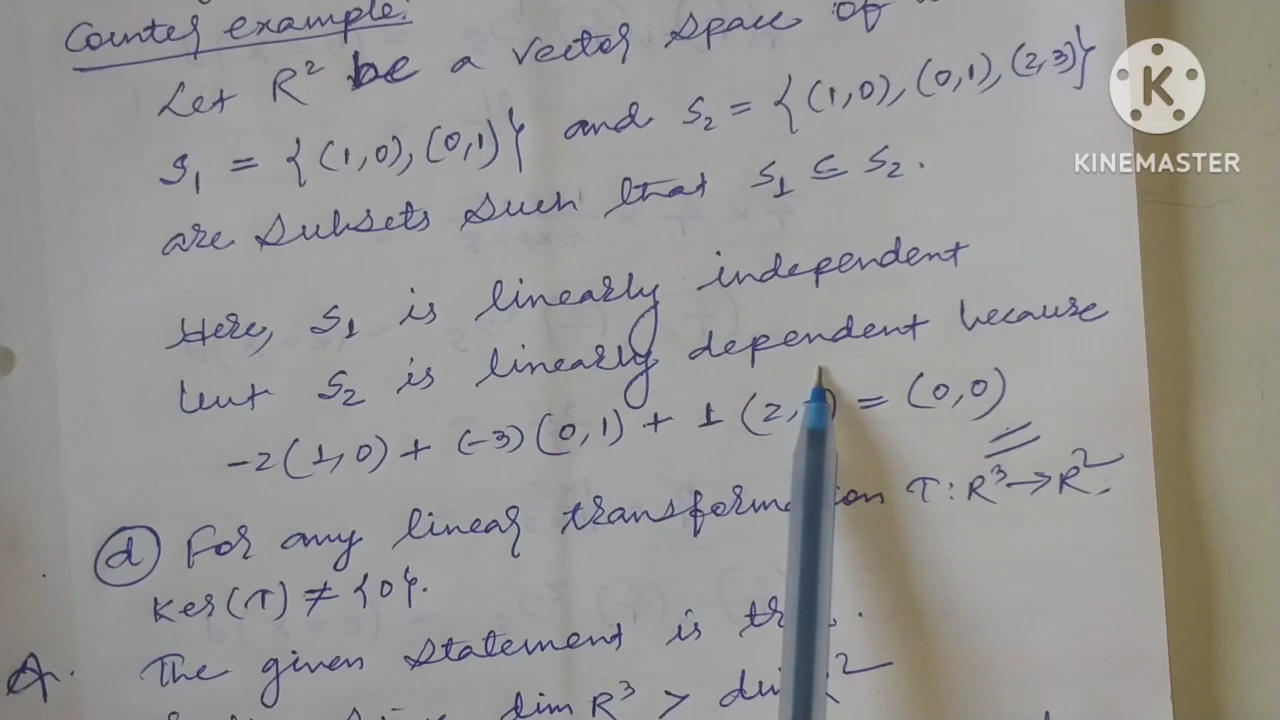 Counter example:
Let R² be a vector space of
S₁ = {(1,0), (0,1)} and S₂ = {(1,0), (0,1), (2,3)}
are subsets such that S₁ ⊆ S₂.
Here, S₁ is linearly independent
but S₂ is linearly dependent because
-2(1,0) + (-3)(0,1) + 1(2, ) = (0,0)
(d) For any linear transformation T: R³ → R²,
Ker(T) ≠ {0}.
A. The given statement is
dim R³ > dim R²
K
KINEMASTER